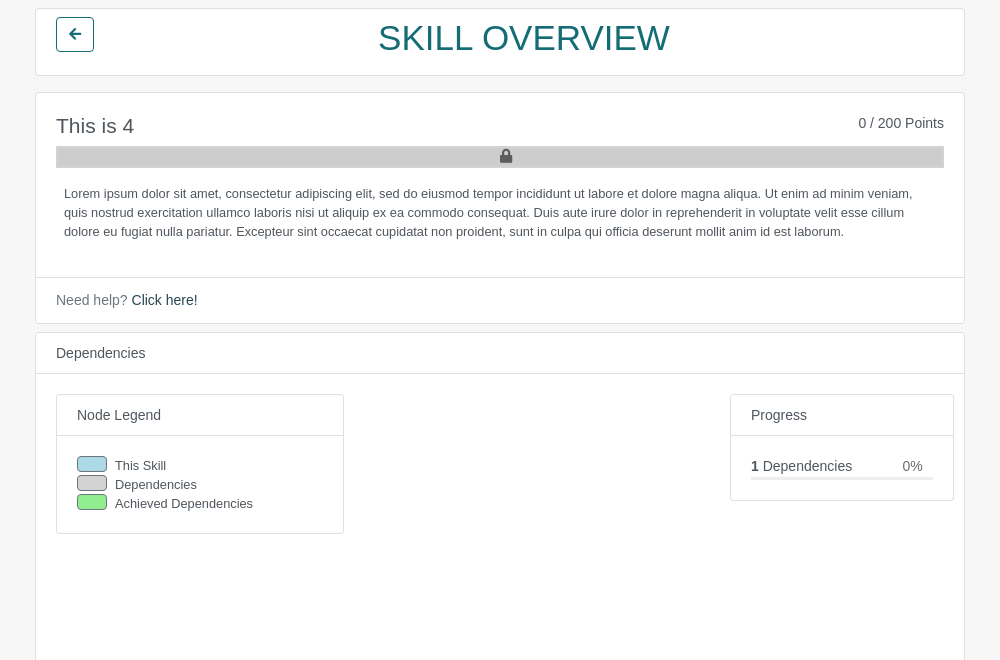 SKILL OVERVIEW
This is 4
0 / 200 Points
Lorem ipsum dolor sit amet, consectetur adipiscing elit, sed do eiusmod tempor incididunt ut labore et dolore magna aliqua. Ut enim ad minim veniam,
quis nostrud exercitation ullamco laboris nisi ut aliquip ex ea commodo consequat. Duis aute irure dolor in reprehenderit in voluptate velit esse cillum
dolore eu fugiat nulla pariatur. Excepteur sint occaecat cupidatat non proident, sunt in culpa qui officia deserunt mollit anim id est laborum.
Need help? Click here!
Dependencies
Node Legend
This Skill
Dependencies
Achieved Dependencies
Progress
1 Dependencies 0%